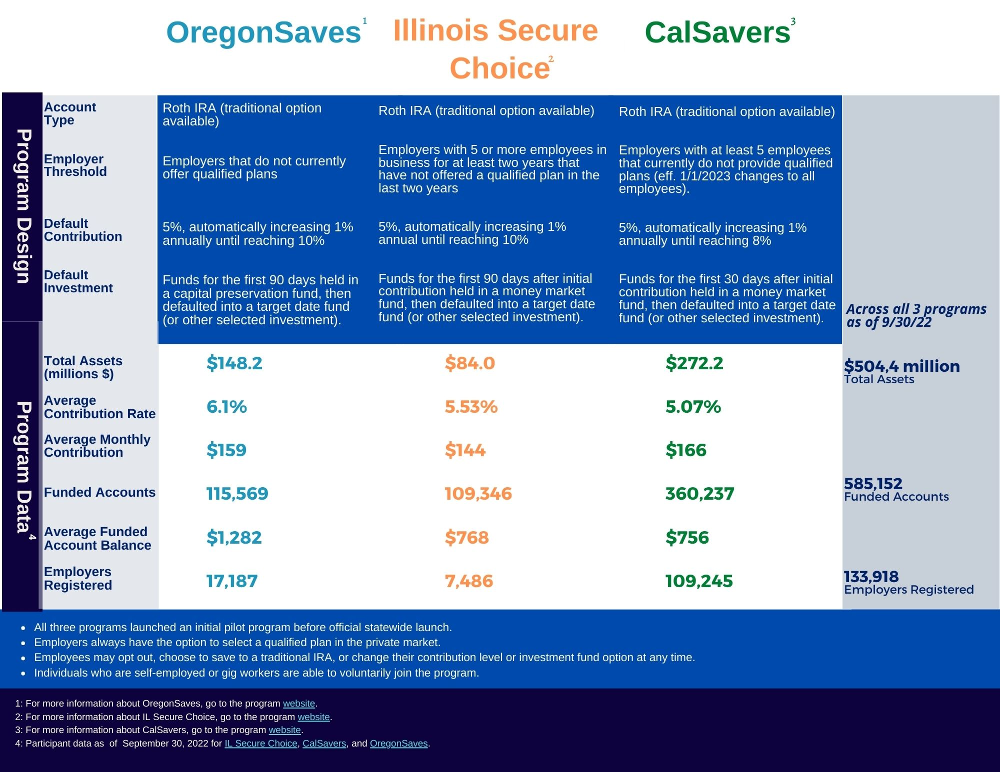 OregonSaves¹
Illinois Secure
Choice²
CalSavers³
Program Design
Account
Type
Roth IRA (traditional option
available)
Roth IRA (traditional option available)
Roth IRA (traditional option available)
Employer
Threshold
Employers that do not currently
offer qualified plans
Employers with 5 or more employees in
business for at least two years that
have not offered a qualified plan in the
last two years
Employers with at least 5 employees
that currently do not provide qualified
plans (eff. 1/1/2023 changes to all
employees).
Default
Contribution
5%, automatically increasing 1%
annually until reaching 10%
5%, automatically increasing 1%
annual until reaching 10%
5%, automatically increasing 1%
annually until reaching 8%
Default
Investment
Funds for the first 90 days held in
a capital preservation fund, then
defaulted into a target date fund
(or other selected investment).
Funds for the first 90 days after initial
contribution held in a money market
fund, then defaulted into a target date
fund (or other selected investment).
Funds for the first 30 days after initial
contribution held in a money market
fund, then defaulted into a target date
fund (or other selected investment).
Across all 3 programs
as of 9/30/22
Program Data⁴
Total Assets
(millions $)
$148.2
$84.0
$272.2
$504,4 million
Total Assets
Average
Contribution Rate
6.1%
5.53%
5.07%
Average Monthly
Contribution
$159
$144
$166
Funded Accounts
115,569
109,346
360,237
585,152
Funded Accounts
Average Funded
Account Balance
$1,282
$768
$756
Employers
Registered
17,187
7,486
109,245
133,918
Employers Registered
• All three programs launched an initial pilot program before official statewide launch.
• Employers always have the option to select a qualified plan in the private market.
• Employees may opt out, choose to save to a traditional IRA, or change their contribution level or investment fund option at any time.
• Individuals who are self-employed or gig workers are able to voluntarily join the program.
1: For more information about OregonSaves, go to the program website.
2: For more information about IL Secure Choice, go to the program website.
3: For more information about CalSavers, go to the program website.
4: Participant data as of September 30, 2022 for IL Secure Choice, CalSavers, and OregonSaves.